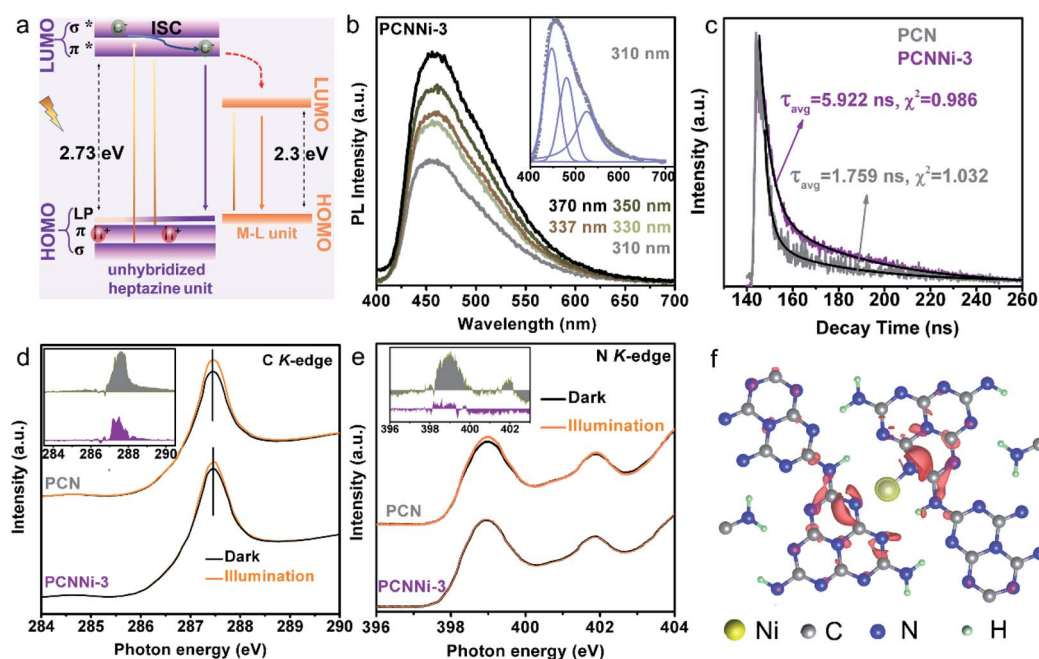 a
LUMO
σ *
π *
ISC
C⁻
C⁻
LUMO
2.73 eV
2.3 eV
HOMO
LP
π
σ
H⁺
H⁺
HOMO
M-L unit
unhybridized
heptazine unit
b
PCNNi-3
310 nm
400 500 600 700
370 nm 350 nm
337 nm 330 nm
310 nm
PL Intensity (a.u.)
400 450 500 550 600 650 700
Wavelength (nm)
c
PCN
PCNNi-3
τavg=5.922 ns, χ²=0.986
τavg=1.759 ns, χ²=1.032
Intensity (a.u.)
140 160 180 200 220 240 260
Decay Time (ns)
d
C K-edge
284 286 288 290
PCN
Dark
Illumination
PCNNi-3
Intensity (a.u.)
284 285 286 287 288 289 290
Photon energy (eV)
e
N K-edge
396 399 402
Dark
Illumination
PCN
PCNNi-3
Intensity (a.u.)
396 398 400 402 404
Photon energy (eV)
f
Ni C N H